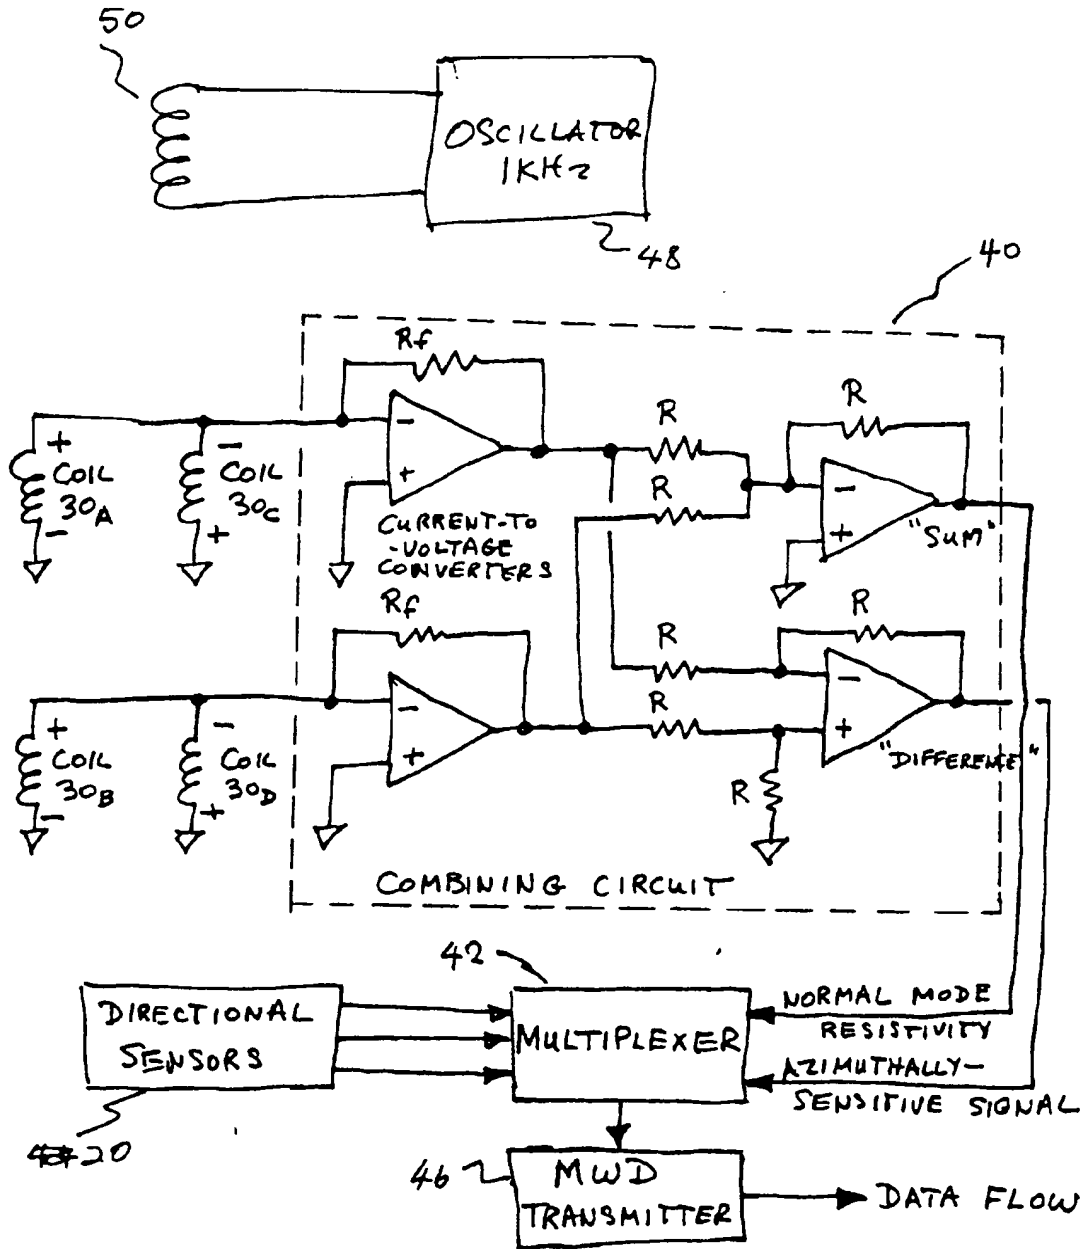 50
OSCILLATOR
1KHz
48
40
Rf
R
R
+
-
-
COIL
30A
COIL
30C
-
+
+
R
-
+
"SUM"
CURRENT-TO
-VOLTAGE
CONVERTERS
Rf
R
R
R
-
+
-
+
"DIFFERENCE"
+
COIL
30B
-
-
COIL
30D
+
R
COMBINING CIRCUIT
42
DIRECTIONAL
SENSORS
MULTIPLEXER
NORMAL MODE
RESISTIVITY
AZIMUTHALLY-
SENSITIVE SIGNAL
20
46
MWD
TRANSMITTER
DATA FLOW